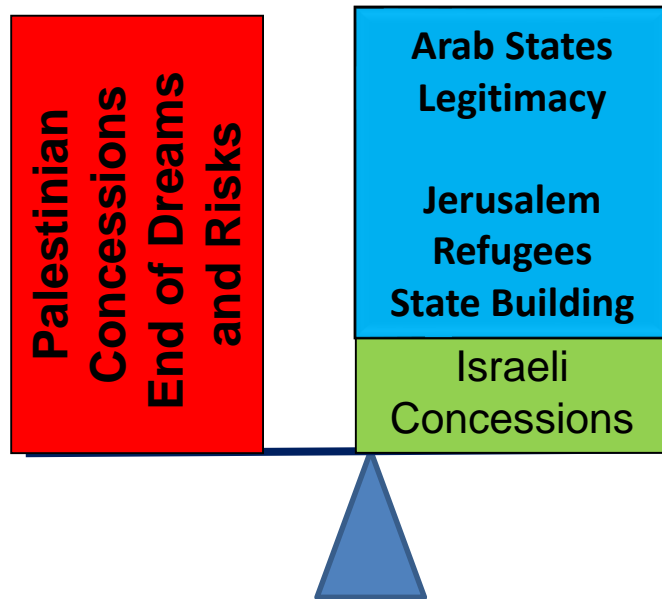 Palestinian
Concessions
End of Dreams
and Risks
Arab States
Legitimacy
Jerusalem
Refugees
State Building
Israeli
Concessions